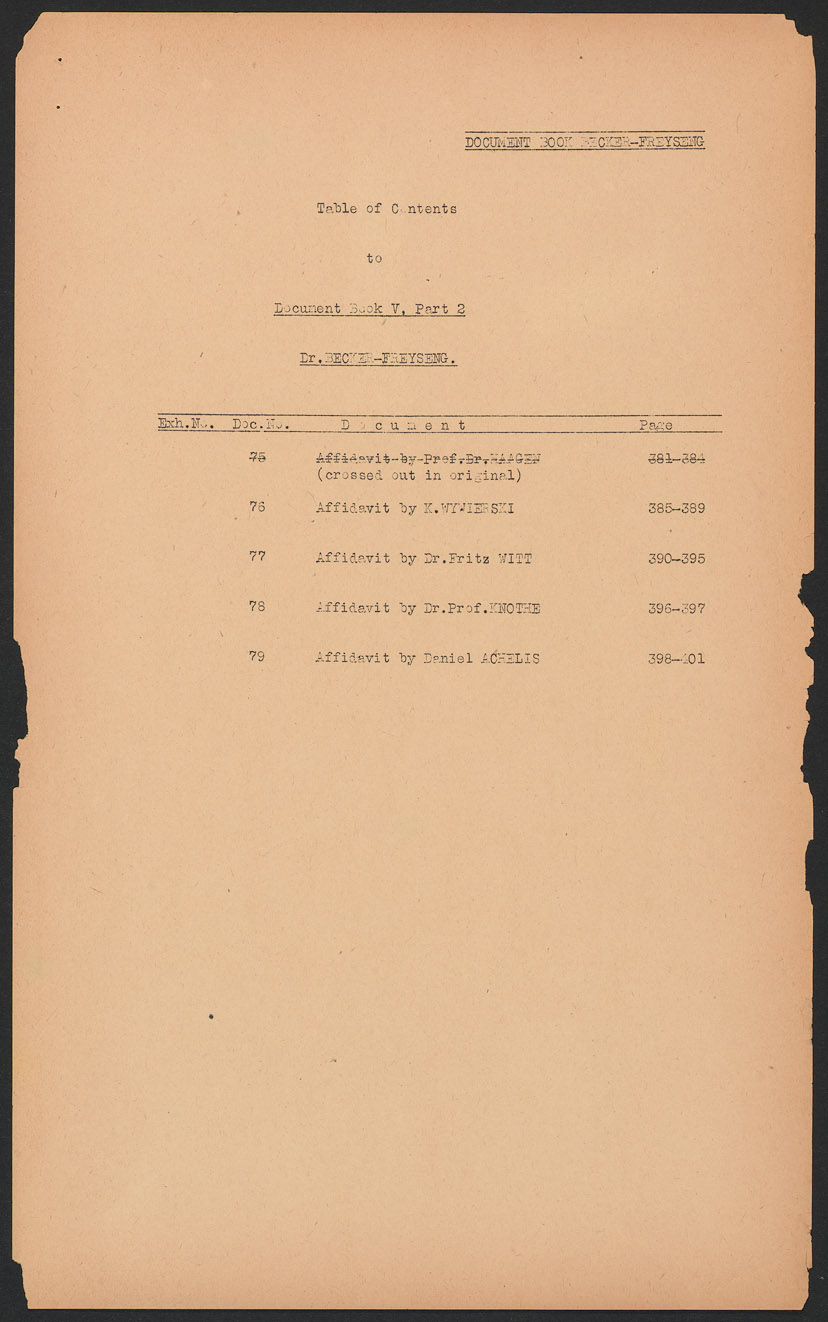 DOCUMENT BOOK BECKER-FREYSENG
Table of Contents
to
Document Book V, Part 2
Dr.BECKER-FREYSENG.
Exh.No. Doc.No. D o c u m e n t Page
75 Affidavit by Prof.Dr.HAAGEN 381-384
(crossed out in original)
76 Affidavit by K.WYWIERSKI 385-389
77 Affidavit by Dr.Fritz WITT 390-395
78 Affidavit by Dr.Prof.KNOTHE 396-397
79 Affidavit by Daniel ACHELIS 398-401